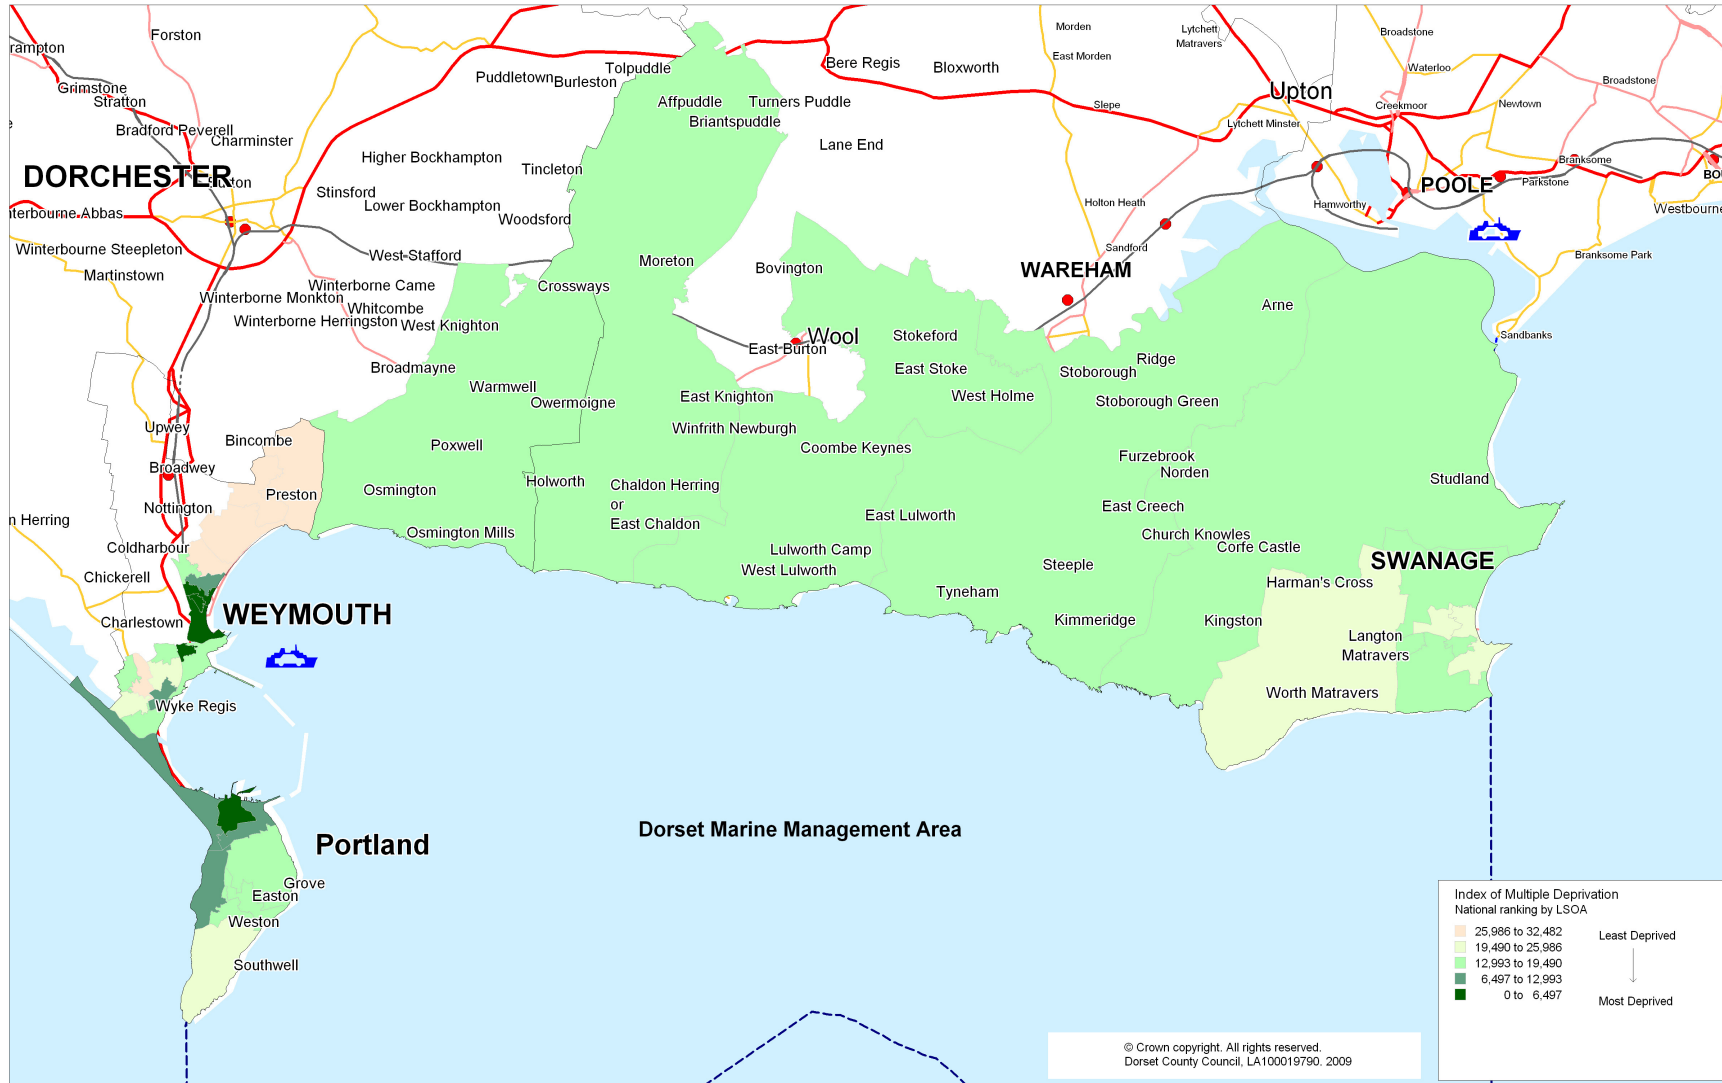 Forston
rampton
Grimstone
Stratton
Bradford Peverell
Charminster
DORCHESTER
Higher Bockhampton
Tincleton
Stinsford
Lower Bockhampton
Woodsford
nterbourne Abbas
Winterbourne Steepleton
Martinstown
West Stafford
Winterborne Came
Winterborne Monkton
Whitcombe
Winterborne Herringston
West Knighton
Broadmayne
Puddletown
Burleston
Tolpuddle
Affpuddle
Turners Puddle
Briantspuddle
Bere Regis
Bloxworth
Lane End
Morden
East Morden
Slepe
Lytchett
Matravers
Upton
Lytchett Minster
Broadstone
Waterloo
Creekmoor
Newtown
Broadstone
Branksome
Parkstone
POOLE
Hamworthy
BOU
Westbourne
Branksome Park
Sandbanks
Holton Heath
Sandford
WAREHAM
Arne
Moreton
Bovington
Crossways
Wool
East Burton
Stokeford
East Stoke
West Holme
Ridge
Stoborough
Stoborough Green
Warmwell
Owermoigne
East Knighton
Winfrith Newburgh
Coombe Keynes
Upwey
Bincombe
Broadwey
Preston
Poxwell
Osmington
Holworth
Chaldon Herring
or
East Chaldon
Osmington Mills
Furzebrook
Norden
East Creech
Church Knowles
Corfe Castle
Studland
East Lulworth
Lulworth Camp
West Lulworth
Steeple
Tyneham
Kimmeridge
Kingston
Harman's Cross
SWANAGE
Langton
Matravers
Worth Matravers
Nottington
n Herring
Coldharbour
Chickerell
Charlestown
WEYMOUTH
Wyke Regis
Portland
Grove
Easton
Weston
Southwell
Dorset Marine Management Area
Index of Multiple Deprivation
National ranking by LSOA
25,986 to 32,482
19,490 to 25,986
12,993 to 19,490
6,497 to 12,993
0 to 6,497
Least Deprived
Most Deprived
© Crown copyright. All rights reserved.
Dorset County Council, LA100019790. 2009